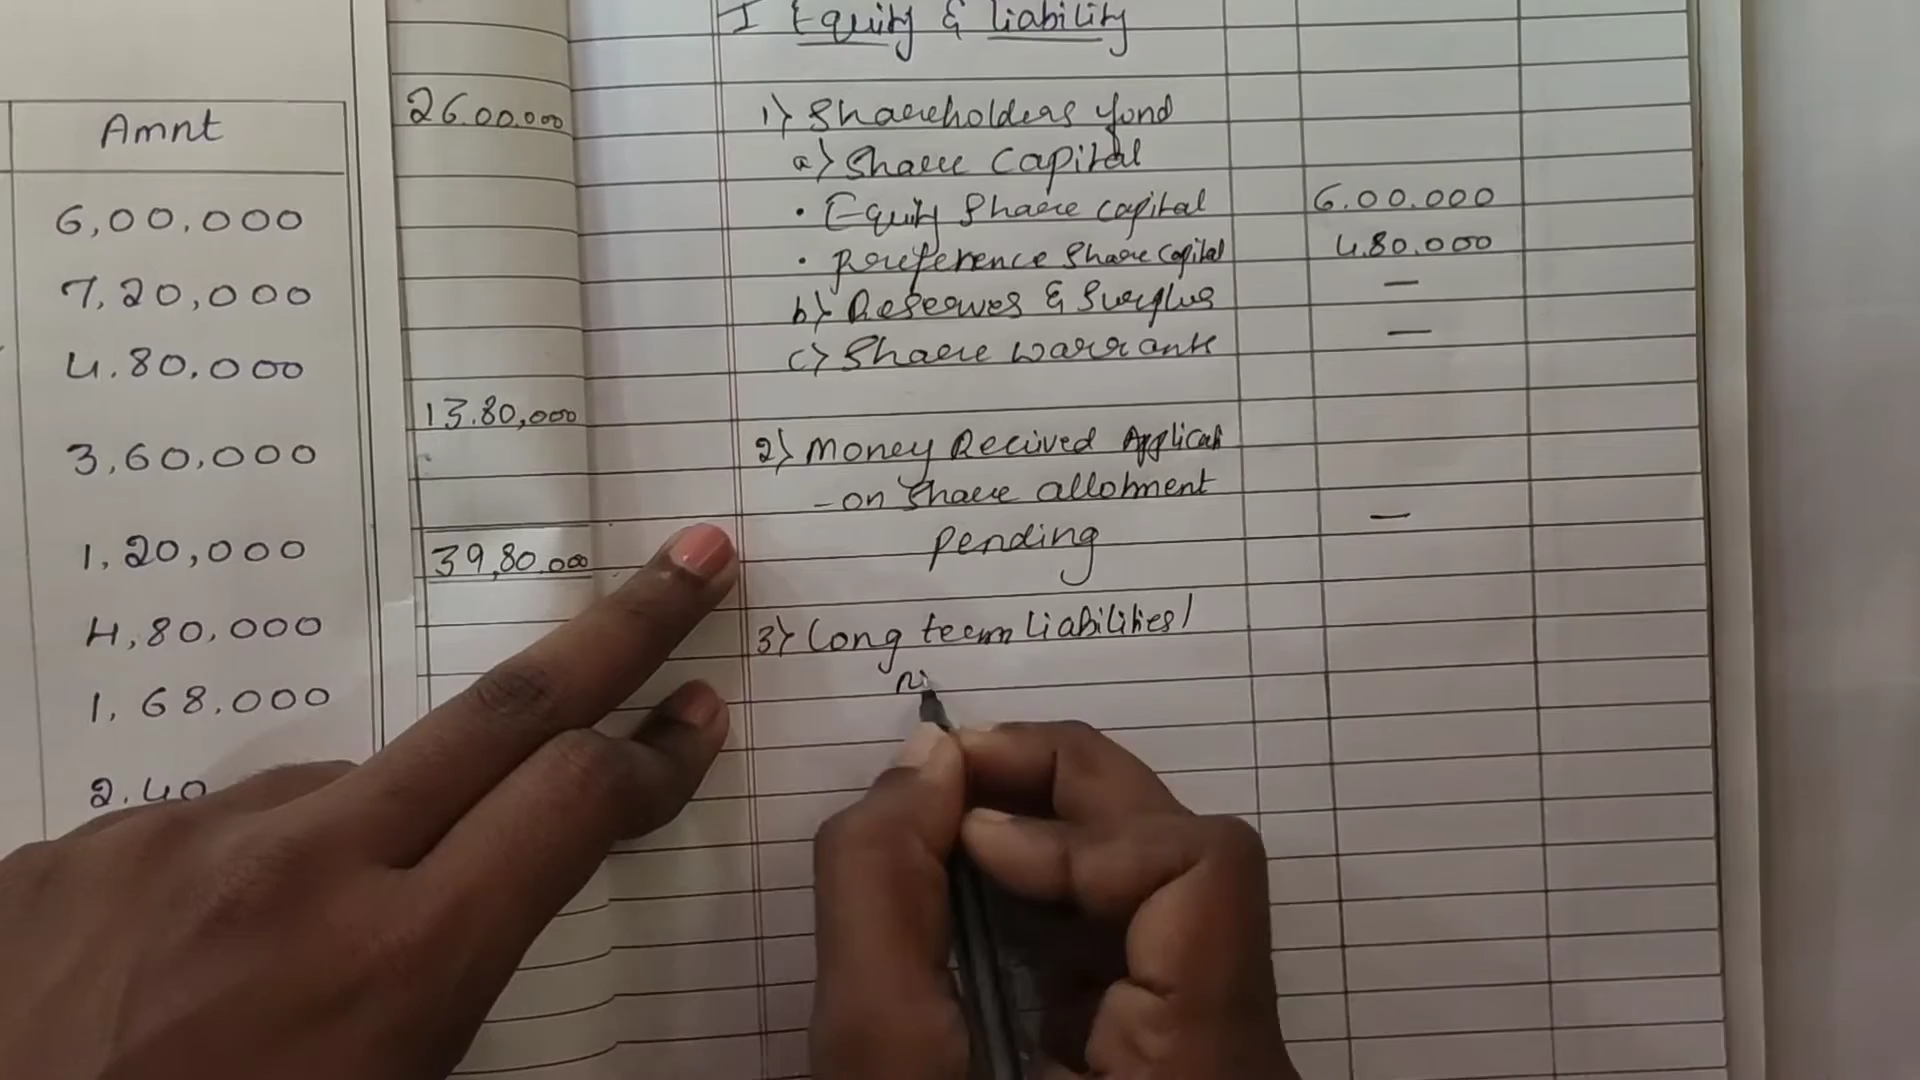 Amnt
6,00,000
7,20,000
4.80,000
3,60,000
1,20,000
4,80,000
1,68,000
2.40
26.00.000
13.80,000
39,80.000
I Equity & liability
1) Shareholders fund
a) Share Capital
• Equity Share capital 6.00.000
• Preference Share Capital 4.80.000
b) Reserves & Surplus —
c) Share warrants —
2) Money Recived Applicat
-on Share allotment
pending —
3) Long term Liabilities/